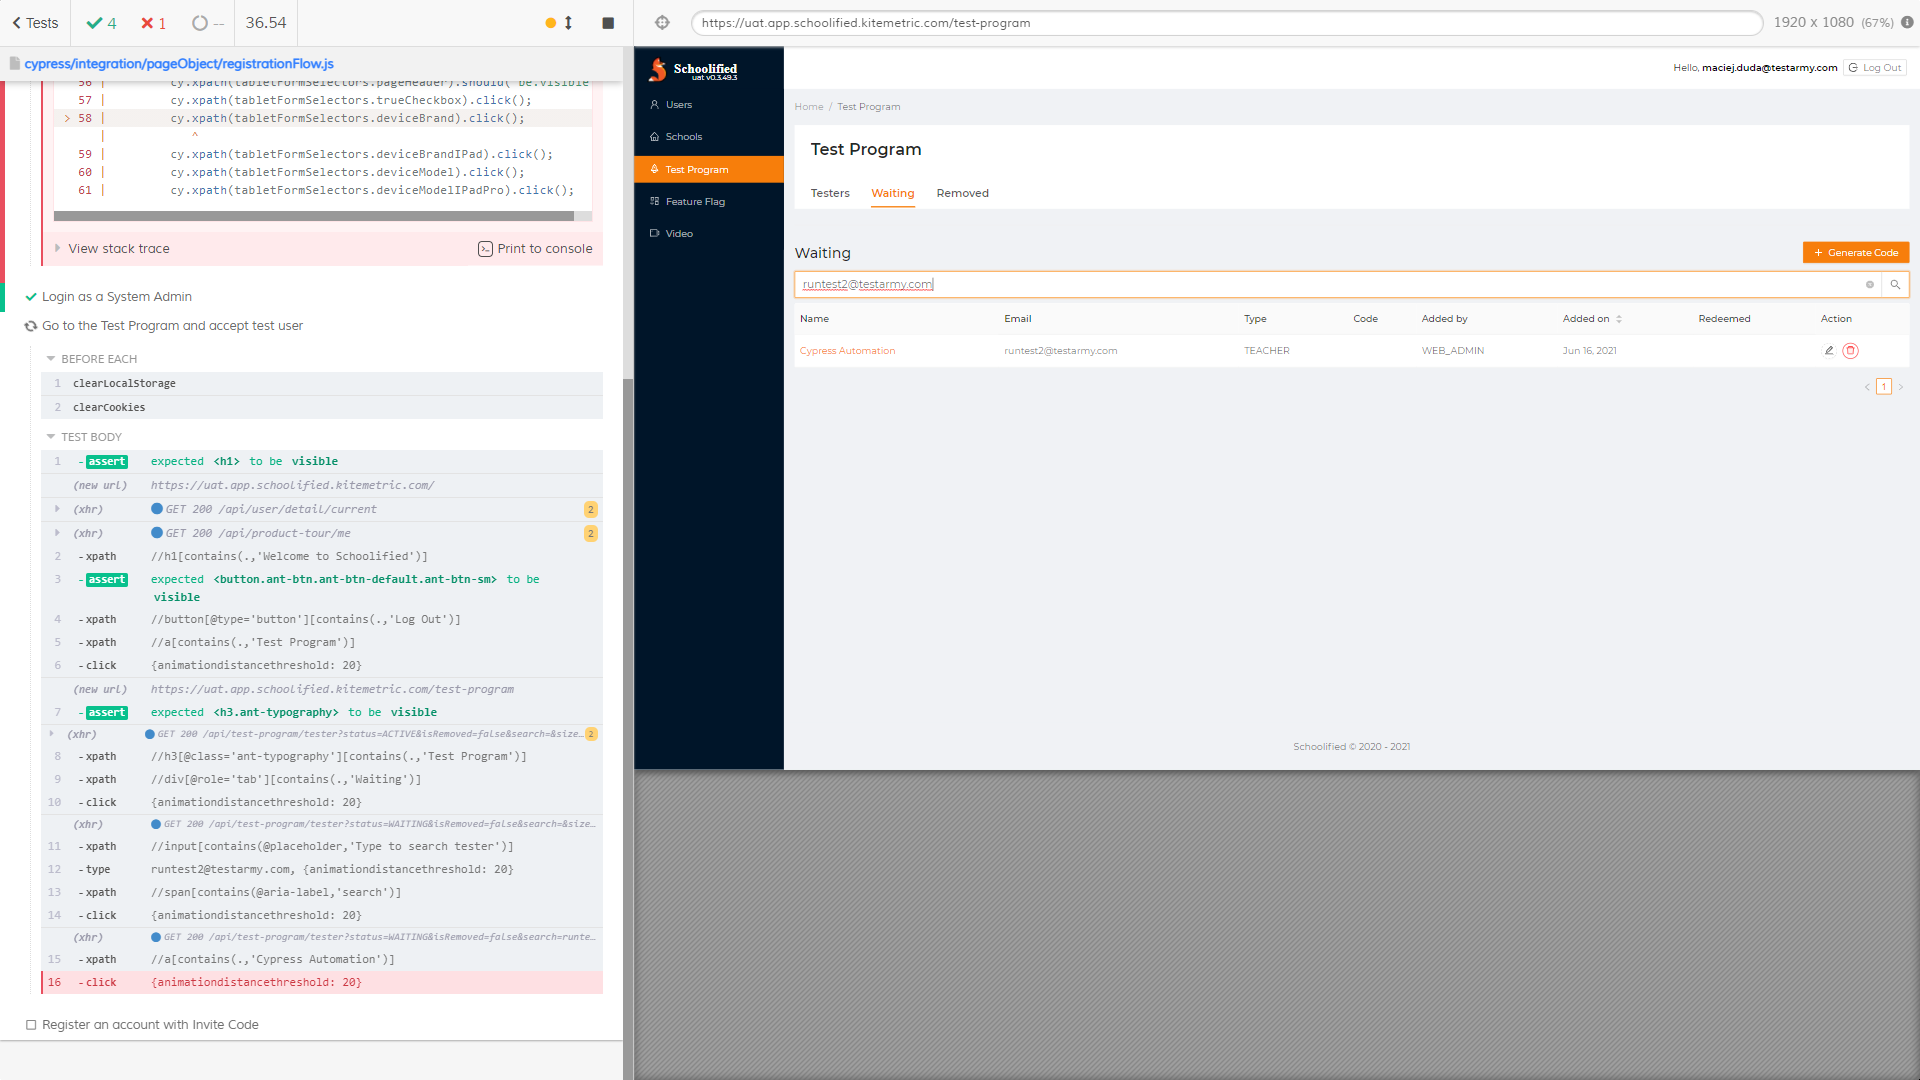 Tests
4
1
--
36.54
cypress/integration/pageObject/registrationFlow.js
56 | cy.xpath(tabletFormSelectors.pageHeader).should('be.visible
57 | cy.xpath(tabletFormSelectors.trueCheckbox).click();
> 58 | cy.xpath(tabletFormSelectors.deviceBrand).click();
| ^
59 | cy.xpath(tabletFormSelectors.deviceBrandIPad).click();
60 | cy.xpath(tabletFormSelectors.deviceModel).click();
61 | cy.xpath(tabletFormSelectors.deviceModelIPadPro).click();
View stack trace
Print to console
Login as a System Admin
Go to the Test Program and accept test user
BEFORE EACH
1 clearLocalStorage
2 clearCookies
TEST BODY
1 -assert expected <h1> to be visible
(new url) https://uat.app.schoolified.kitemetric.com/
(xhr) GET 200 /api/user/detail/current 2
(xhr) GET 200 /api/product-tour/me 2
2 -xpath //h1[contains(.,'Welcome to Schoolified')]
3 -assert expected <button.ant-btn.ant-btn-default.ant-btn-sm> to be
visible
4 -xpath //button[@type='button'][contains(.,'Log Out')]
5 -xpath //a[contains(.,'Test Program')]
6 -click {animationdistancethreshold: 20}
(new url) https://uat.app.schoolified.kitemetric.com/test-program
7 -assert expected <h3.ant-typography> to be visible
(xhr) GET 200 /api/test-program/tester?status=ACTIVE&isRemoved=false&search=&size… 2
8 -xpath //h3[@class='ant-typography'][contains(.,'Test Program')]
9 -xpath //div[@role='tab'][contains(.,'Waiting')]
10 -click {animationdistancethreshold: 20}
(xhr) GET 200 /api/test-program/tester?status=WAITING&isRemoved=false&search=&size…
11 -xpath //input[contains(@placeholder,'Type to search tester')]
12 -type runtest2@testarmy.com, {animationdistancethreshold: 20}
13 -xpath //span[contains(@aria-label,'search')]
14 -click {animationdistancethreshold: 20}
(xhr) GET 200 /api/test-program/tester?status=WAITING&isRemoved=false&search=runte…
15 -xpath //a[contains(.,'Cypress Automation')]
16 -click {animationdistancethreshold: 20}
Register an account with Invite Code
https://uat.app.schoolified.kitemetric.com/test-program
1920 x 1080 (67%)
Schoolified
uat v0.3.49.3
Users
Schools
Test Program
Feature Flag
Video
Hello, maciej.duda@testarmy.com
Log Out
Home / Test Program
Test Program
Testers Waiting Removed
Waiting
+ Generate Code
runtest2@testarmy.com
Name Email Type Code Added by Added on Redeemed Action
Cypress Automation runtest2@testarmy.com TEACHER WEB_ADMIN Jun 16, 2021
< 1 >
Schoolified © 2020 - 2021